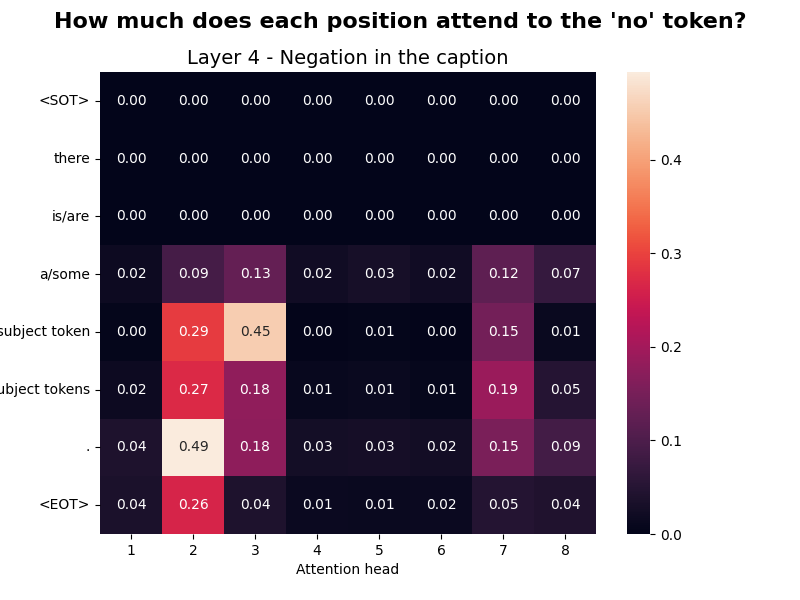 How much does each position attend to the 'no' token?
Layer 4 - Negation in the caption
<SOT> 0.00 0.00 0.00 0.00 0.00 0.00 0.00 0.00
there 0.00 0.00 0.00 0.00 0.00 0.00 0.00 0.00
is/are 0.00 0.00 0.00 0.00 0.00 0.00 0.00 0.00
a/some 0.02 0.09 0.13 0.02 0.03 0.02 0.12 0.07
subject token 0.00 0.29 0.45 0.00 0.01 0.00 0.15 0.01
ubject tokens 0.02 0.27 0.18 0.01 0.01 0.01 0.19 0.05
. 0.04 0.49 0.18 0.03 0.03 0.02 0.15 0.09
<EOT> 0.04 0.26 0.04 0.01 0.01 0.02 0.05 0.04
1 2 3 4 5 6 7 8
Attention head
0.4
0.3
0.2
0.1
0.0